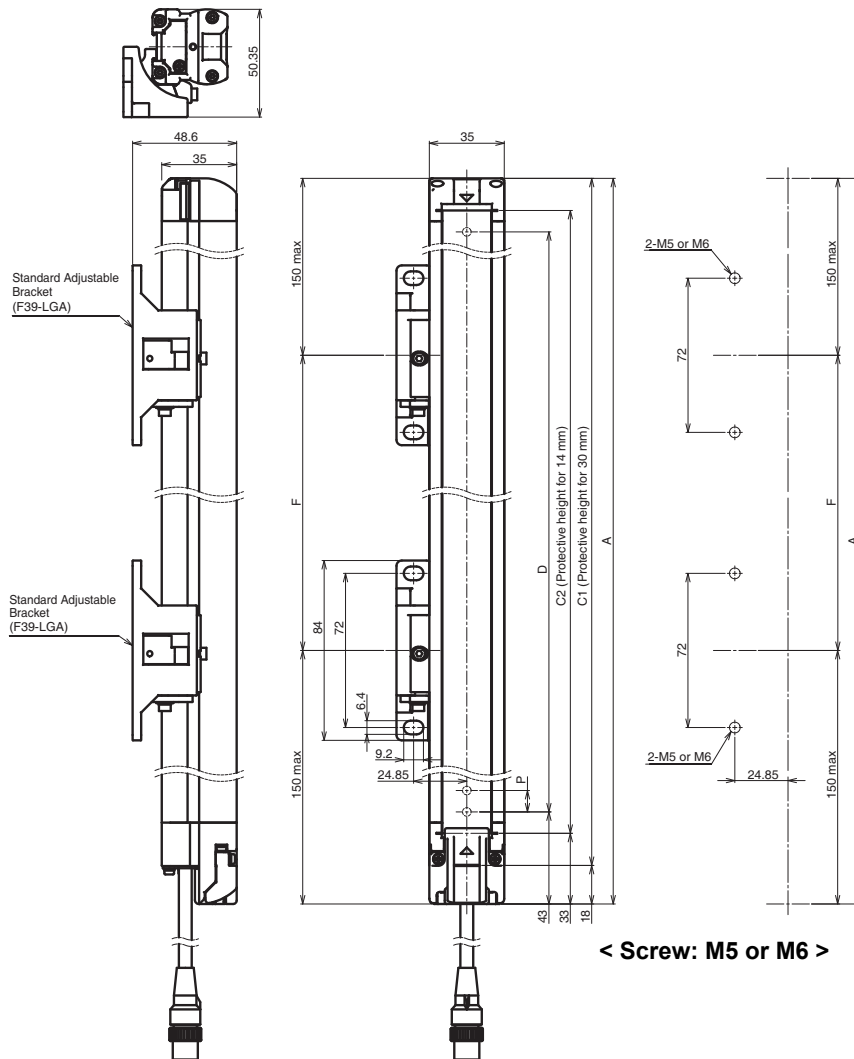 50.35
48.6
35
35
150 max
150 max
2-M5 or M6
Standard Adjustable
Bracket
(F39-LGA)
72
F
D
C2 (Protective height for 14 mm)
C1 (Protective height for 30 mm)
A
F
A
Standard Adjustable
Bracket
(F39-LGA)
84
72
72
6.4
9.2
24.85
P
2-M5 or M6
24.85
150 max
150 max
43
33
18
< Screw: M5 or M6 >